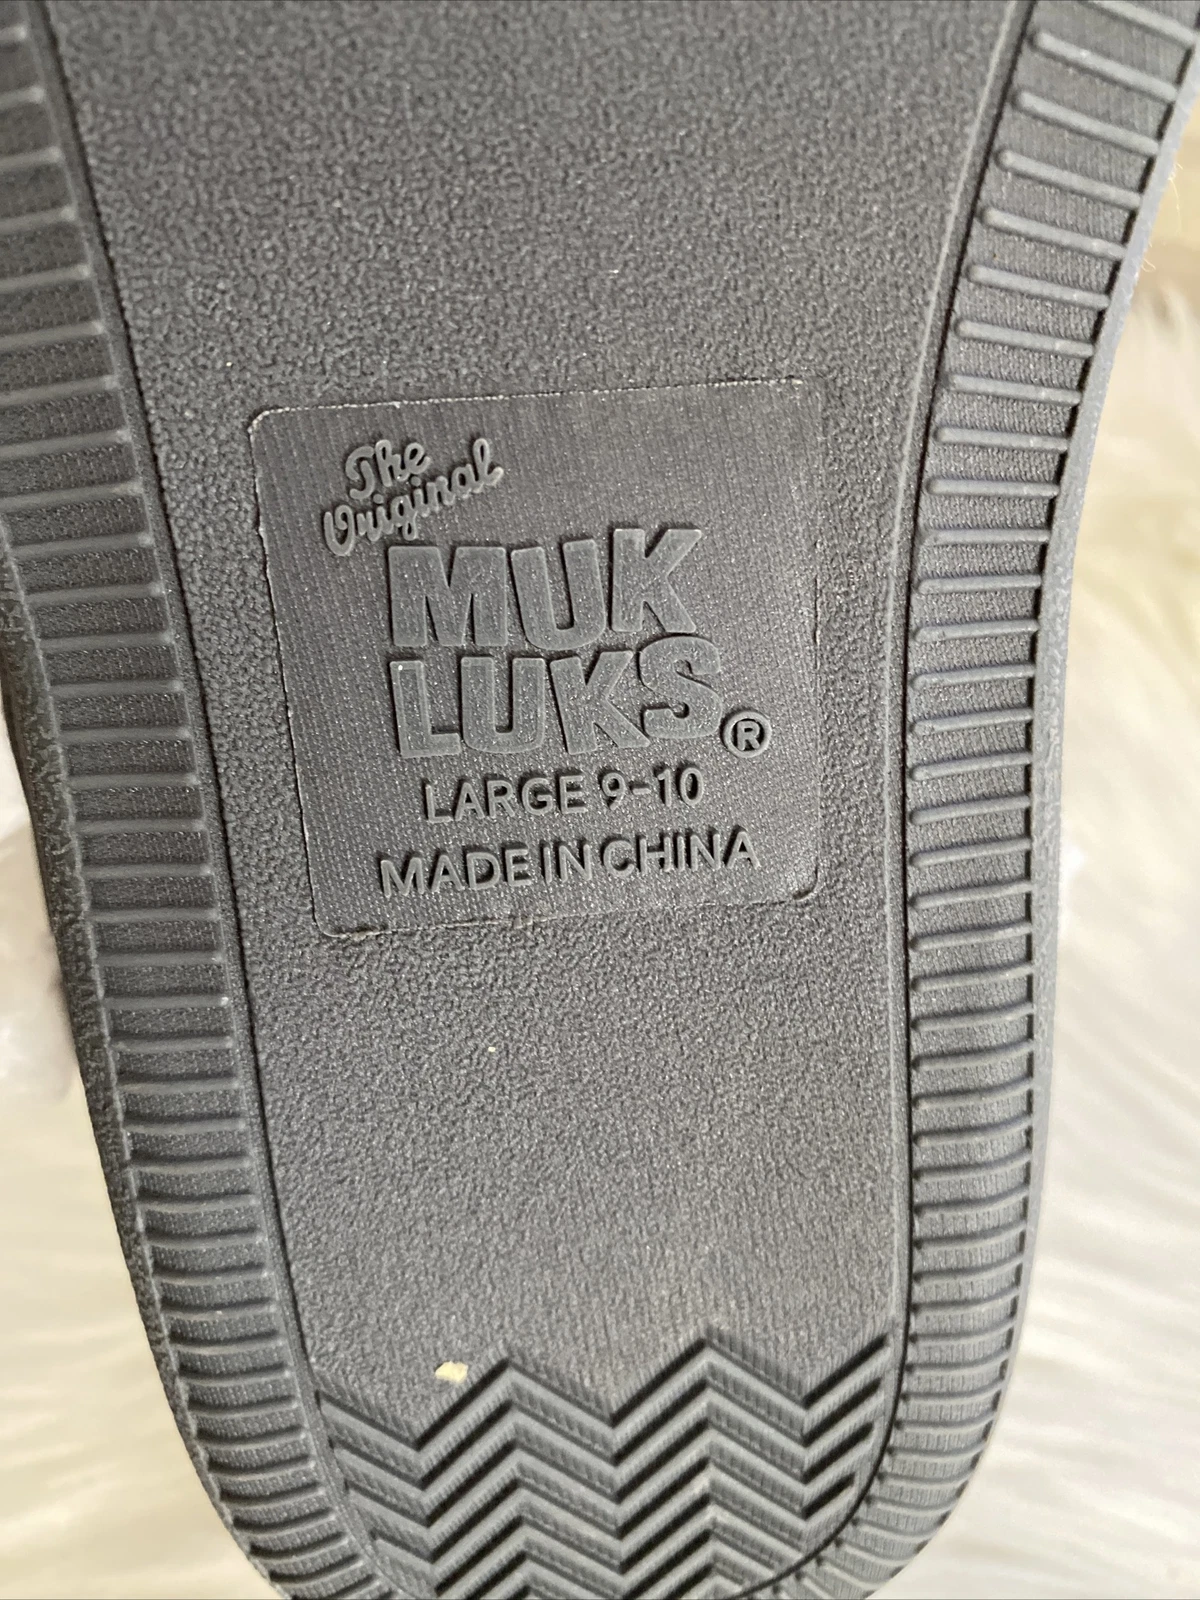 The
Original
MUK
LUKS®
LARGE 9-10
MADE IN CHINA